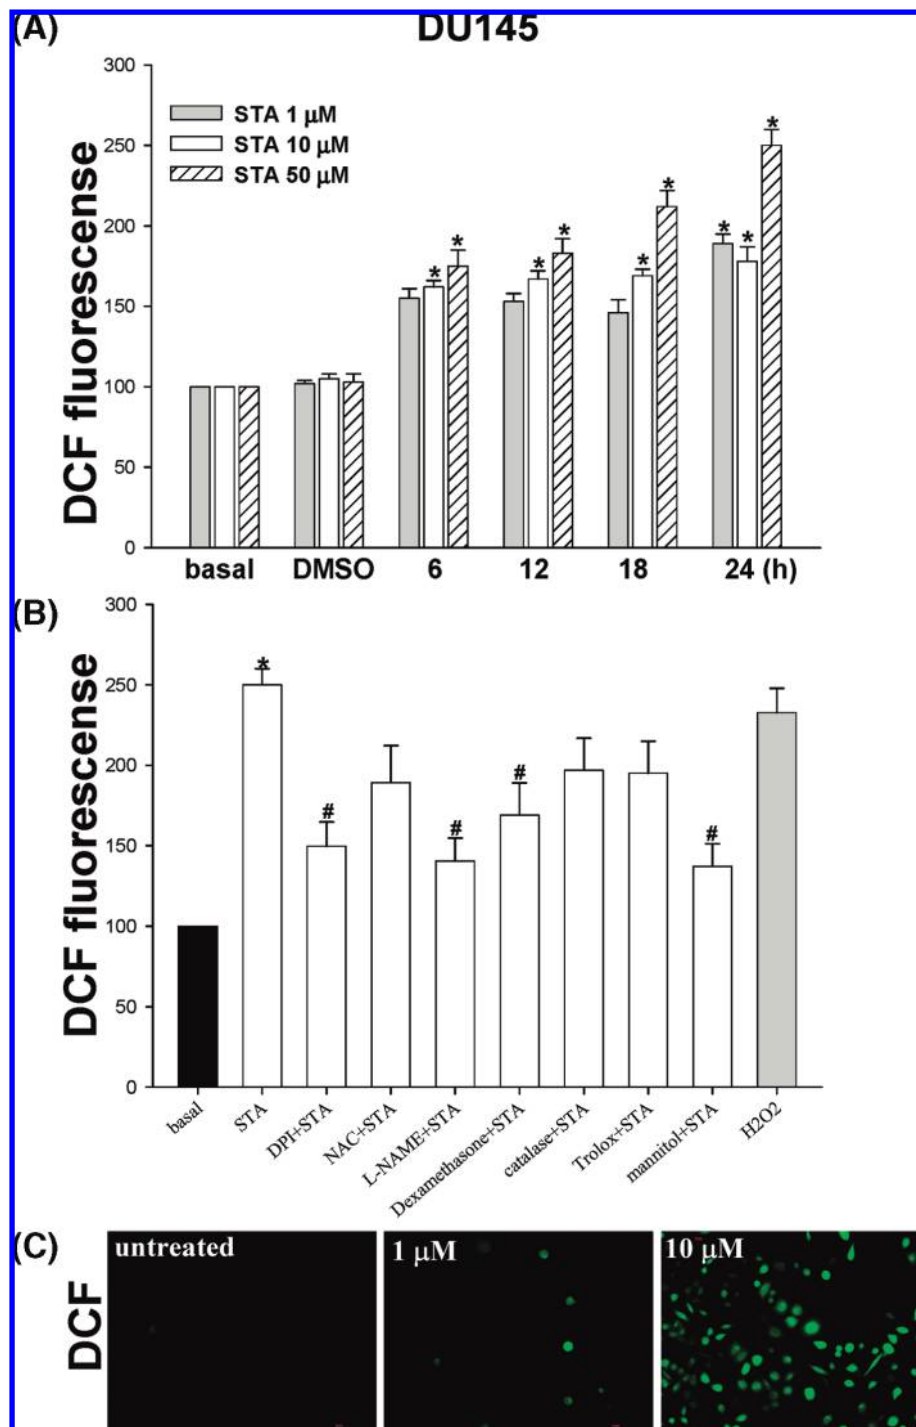 (A)
DU145
300
250
200
150
100
50
0
DCF fluorescense
STA 1 μM
STA 10 μM
STA 50 μM
* * * * * * * * *
basal DMSO 6 12 18 24 (h)
(B)
300
250
200
150
100
50
0
DCF fluorescense
* # # # #
basal
STA
DPI+STA
NAC+STA
L-NAME+STA
Dexamethasone+STA
catalase+STA
Trolox+STA
mannitol+STA
H2O2
(C)
DCF
untreated
1 μM
10 μM